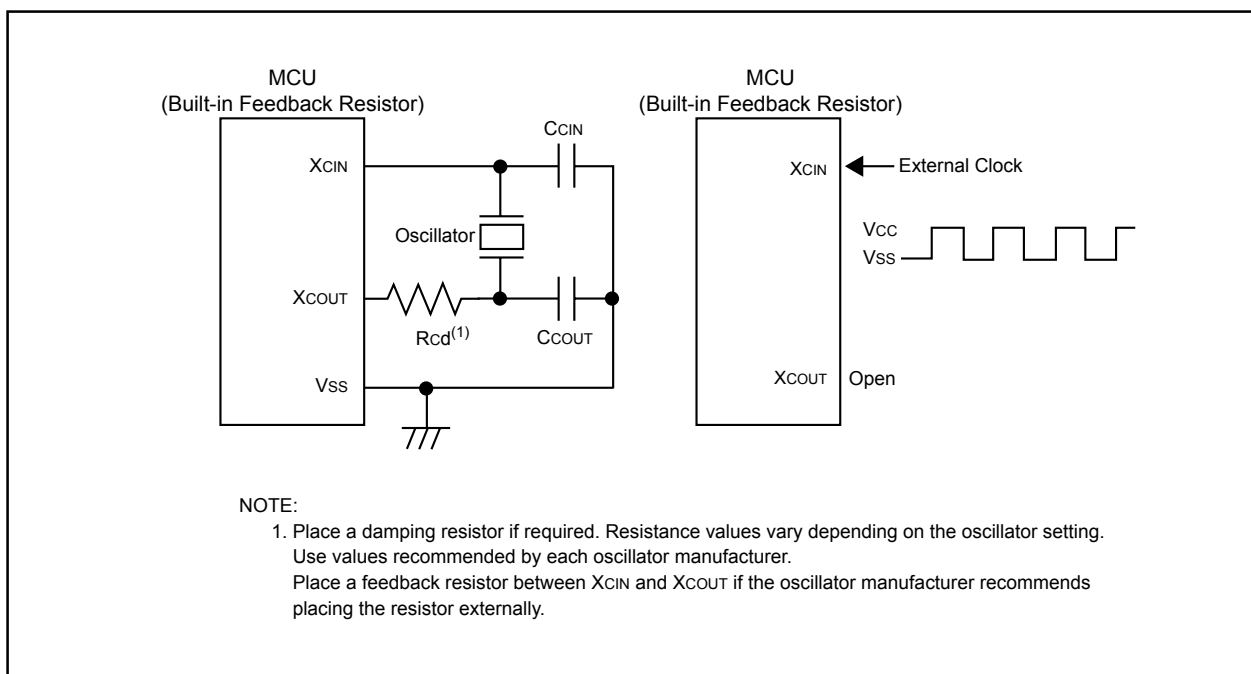 MCU
(Built-in Feedback Resistor)
XCIN
CCIN
Oscillator
XCOUT
Rcd(1)
CCOUT
VSS
MCU
(Built-in Feedback Resistor)
XCIN
External Clock
VCC
VSS
XCOUT
Open
NOTE:
1. Place a damping resistor if required. Resistance values vary depending on the oscillator setting.
Use values recommended by each oscillator manufacturer.
Place a feedback resistor between XCIN and XCOUT if the oscillator manufacturer recommends
placing the resistor externally.